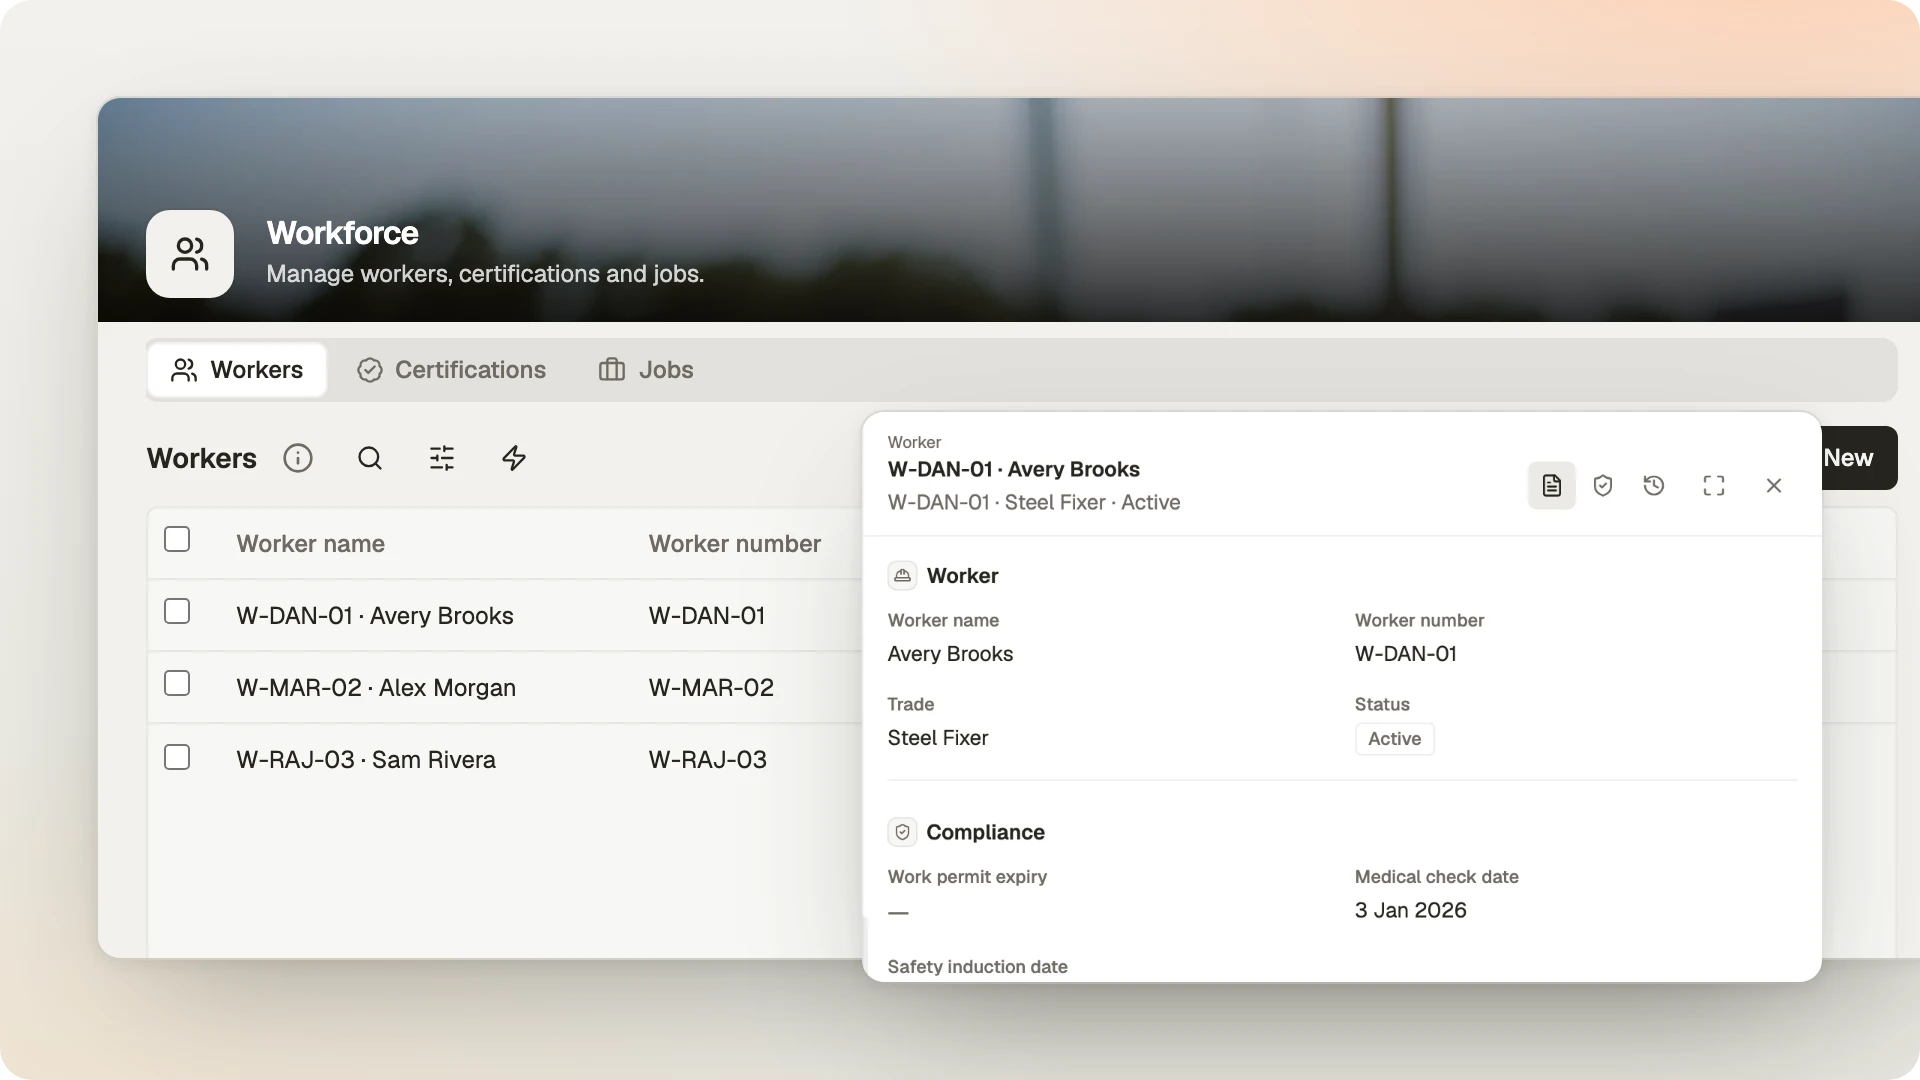 Workforce
Manage workers, certifications and jobs.
Workers
Certifications
Jobs
Workers
New
Worker name
Worker number
W-DAN-01 · Avery Brooks
W-DAN-01
W-MAR-02 · Alex Morgan
W-MAR-02
W-RAJ-03 · Sam Rivera
W-RAJ-03
Worker
W-DAN-01 · Avery Brooks
W-DAN-01 · Steel Fixer · Active
Worker
Worker name
Worker number
Avery Brooks
W-DAN-01
Trade
Status
Steel Fixer
Active
Compliance
Work permit expiry
Medical check date
—
3 Jan 2026
Safety induction date